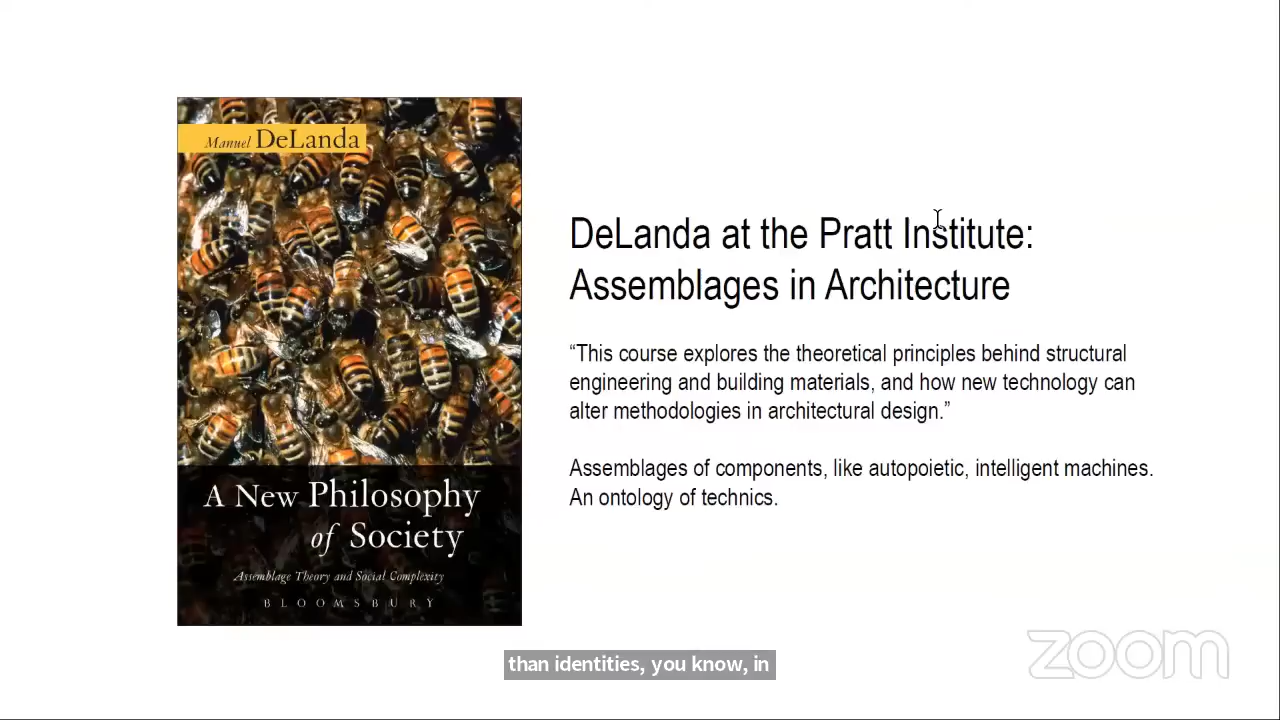 Manuel DeLanda
A New Philosophy
of Society
Assemblage Theory and Social Complexity
BLOOMSBURY
DeLanda at the Pratt Institute:
Assemblages in Architecture
“This course explores the theoretical principles behind structural
engineering and building materials, and how new technology can
alter methodologies in architectural design.”
Assemblages of components, like autopoietic, intelligent machines.
An ontology of technics.
than identities, you know, in
zoom